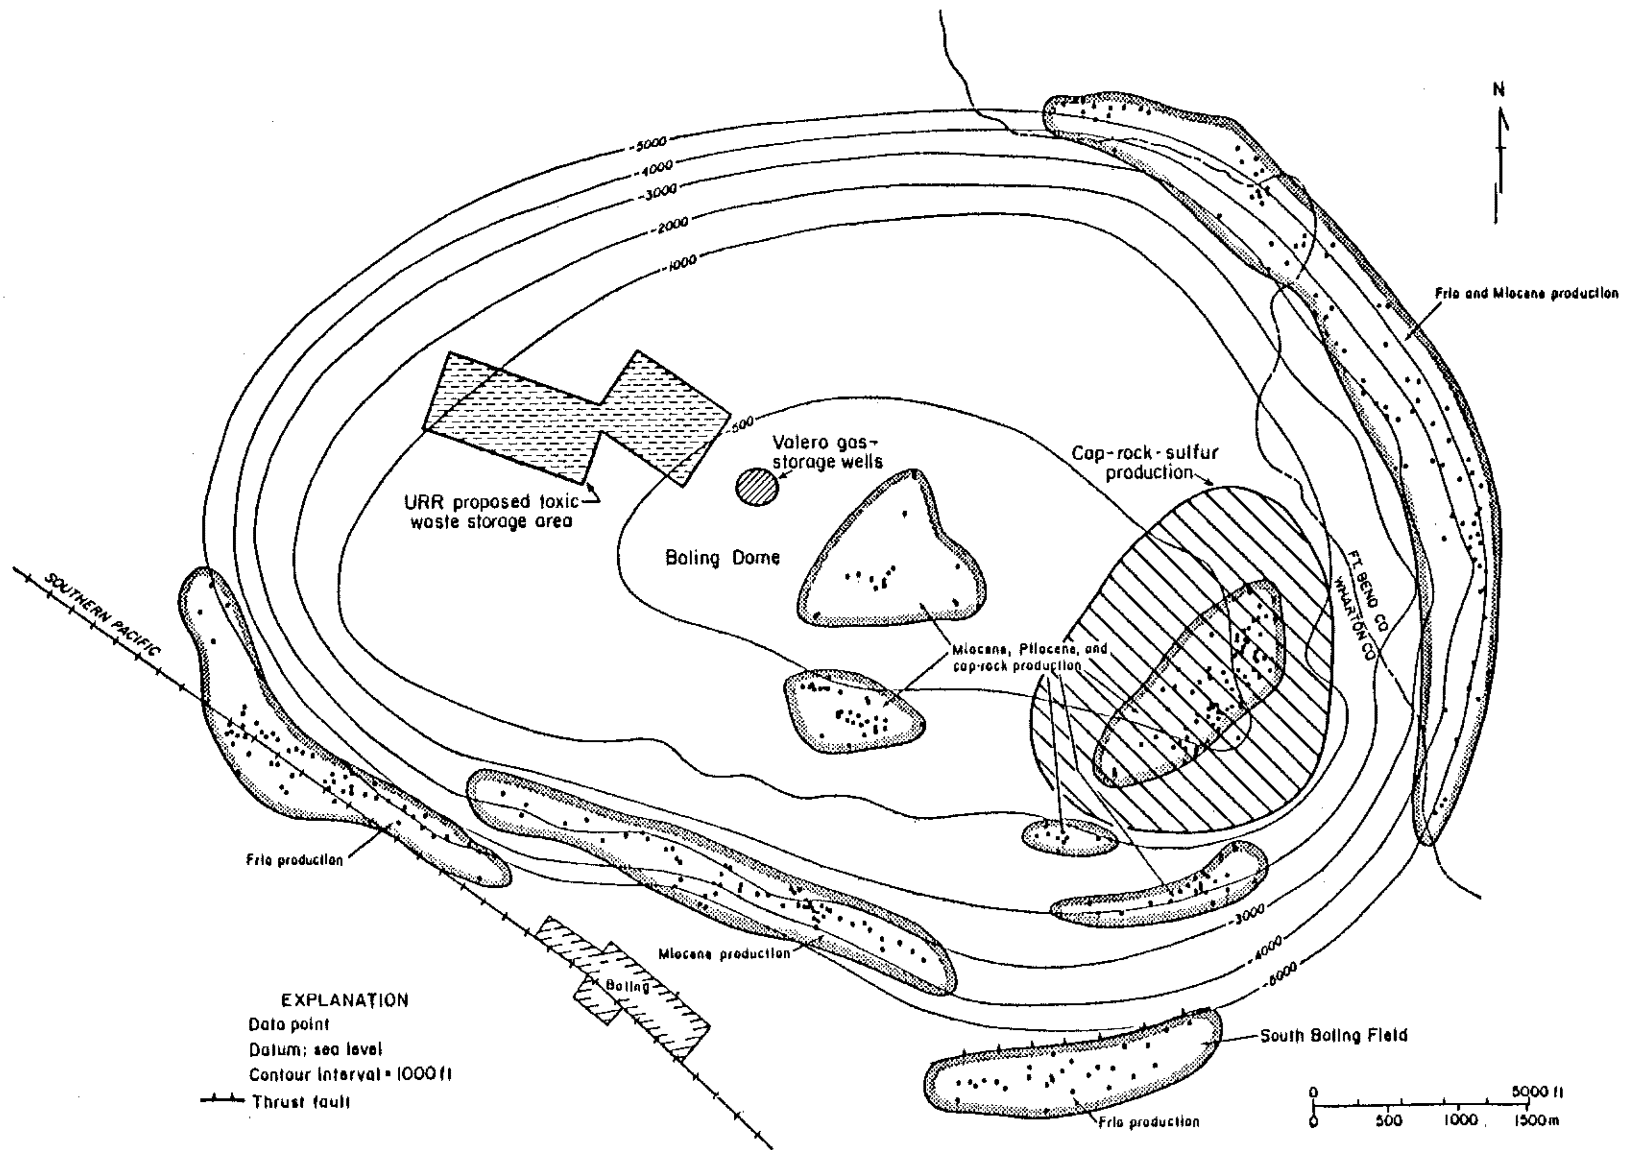 N
-5000
-4000
-3000
-2000
-1000
Frio and Miocene production
-500
Valero gas-
storage wells
Cap-rock-sulfur
production
URR proposed toxic
waste storage area
Boling Dome
FT. BEND CO
WHARTON CO
SOUTHERN PACIFIC
Miocene, Pliocene, and
cap-rock production
Frio production
Miocene production
-3000
-4000
-5000
Boling
EXPLANATION
Data point
Datum; sea level
Contour interval = 1000 ft
Thrust fault
South Boling Field
Frio production
0 5000 ft
0 500 1000 1500m